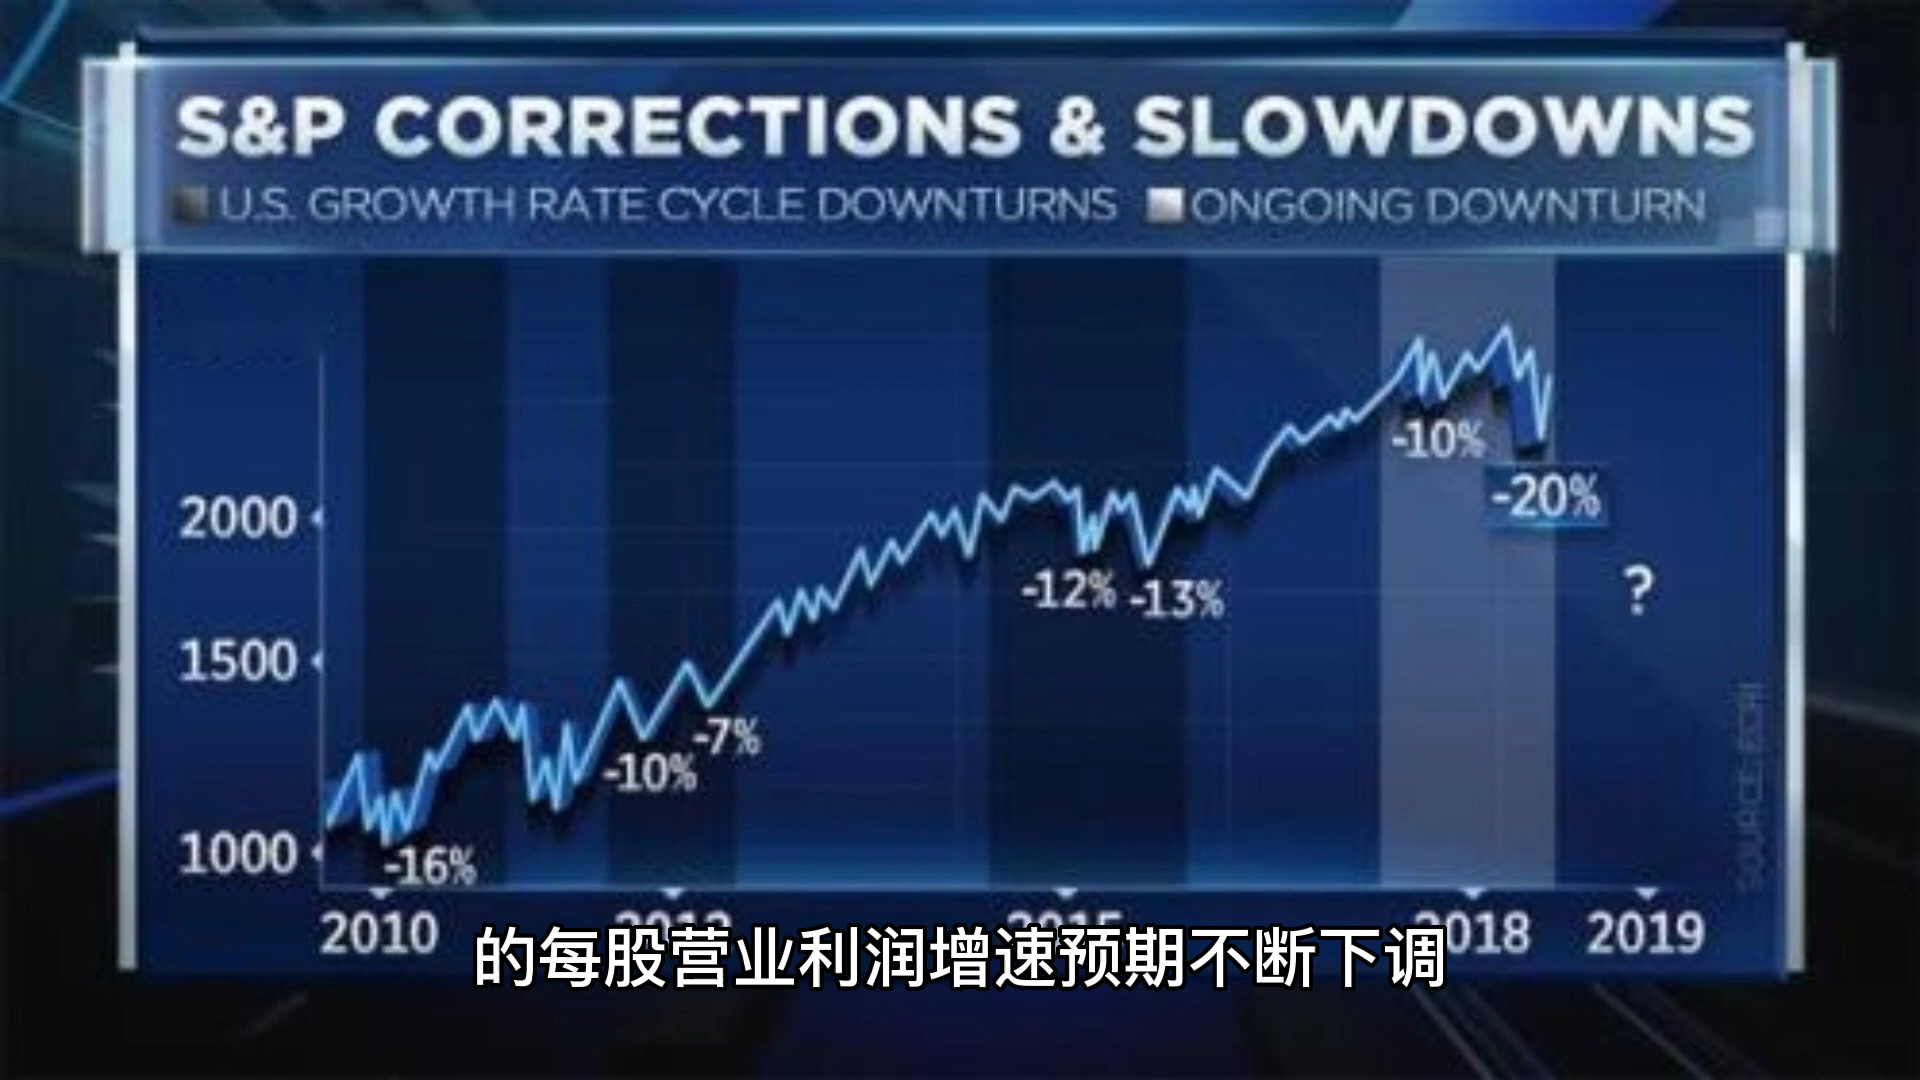 S&P CORRECTIONS & SLOWDOWNS
U.S. GROWTH RATE CYCLE DOWNTURNS ONGOING DOWNTURN
-10%
2000
-20%
-12%
-13%
?
1500
-7%
-10%
1000
-16%
SOURCE: ECRI
2010 2012 2015 2018 2019
的每股营业利润增速预期不断下调